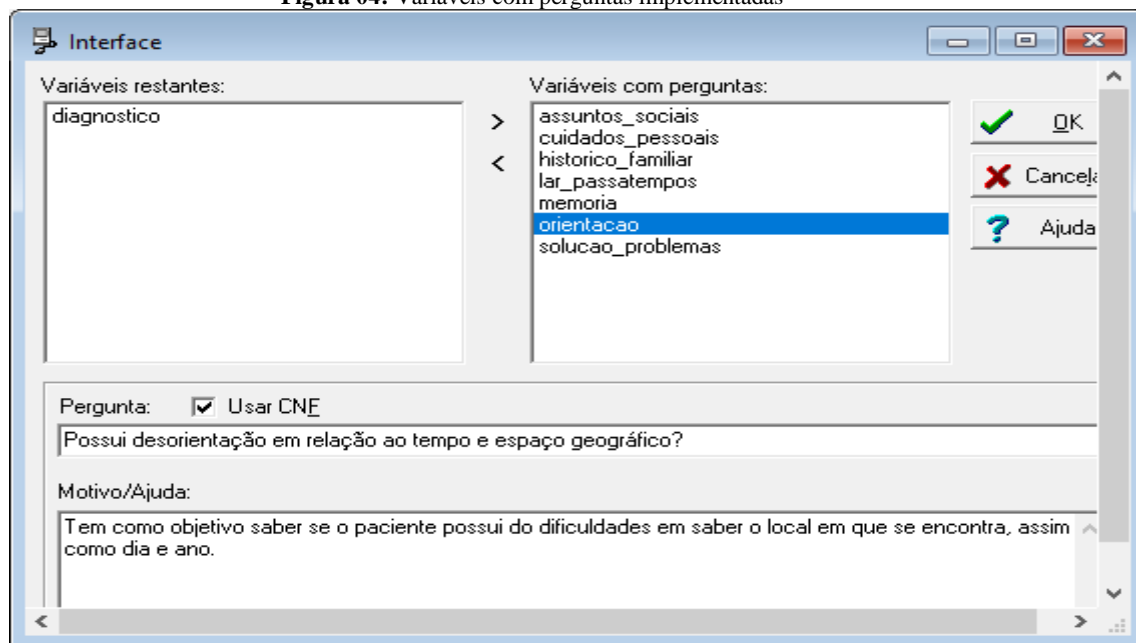 Figura 04: Variáveis com perguntas implementadas
Interface
Variáveis restantes:
diagnostico
>
<
Variáveis com perguntas:
assuntos_sociais
cuidados_pessoais
historico_familiar
lar_passatempos
memoria
orientacao
solucao_problemas
OK
Cancela
Ajuda
Pergunta: Usar CNF
Possui desorientação em relação ao tempo e espaço geográfico?
Motivo/Ajuda:
Tem como objetivo saber se o paciente possui do dificuldades em saber o local em que se encontra, assim
como dia e ano.